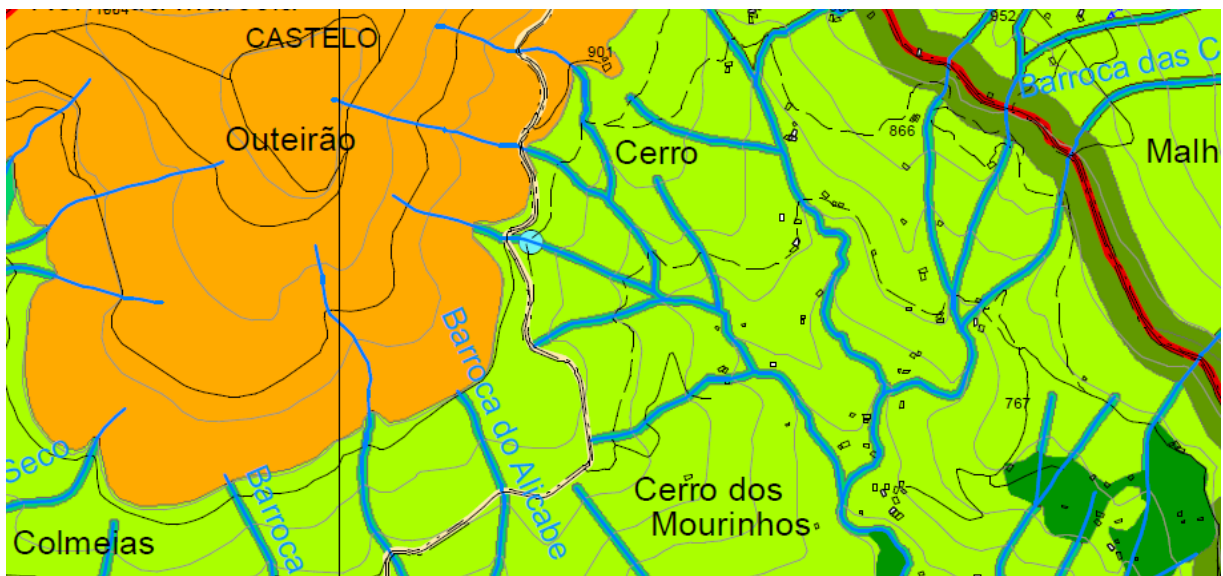 952
CASTELO
901
Barroca das C
866
Outeirão
Cerro
Malh
Barroca do Alicabe
767
Seco
Barroca
Cerro dos
Mourinhos
Colmeias